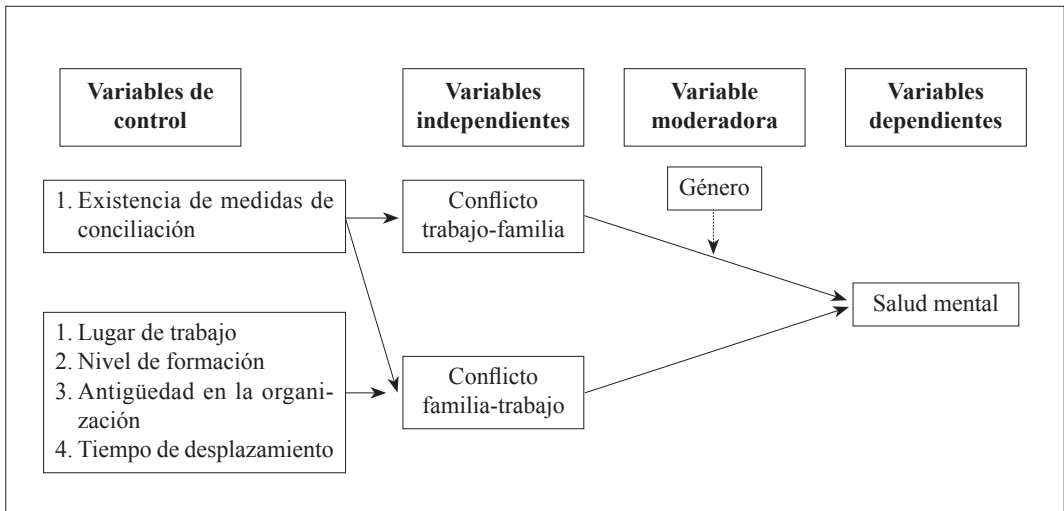 Variables de
control
Variables
independientes
Variable
moderadora
Variables
dependientes
1. Existencia de medidas de
conciliación
Conflicto
trabajo-familia
Género
Salud mental
1. Lugar de trabajo
2. Nivel de formación
3. Antigüedad en la organi-
zación
4. Tiempo de desplazamiento
Conflicto
familia-trabajo